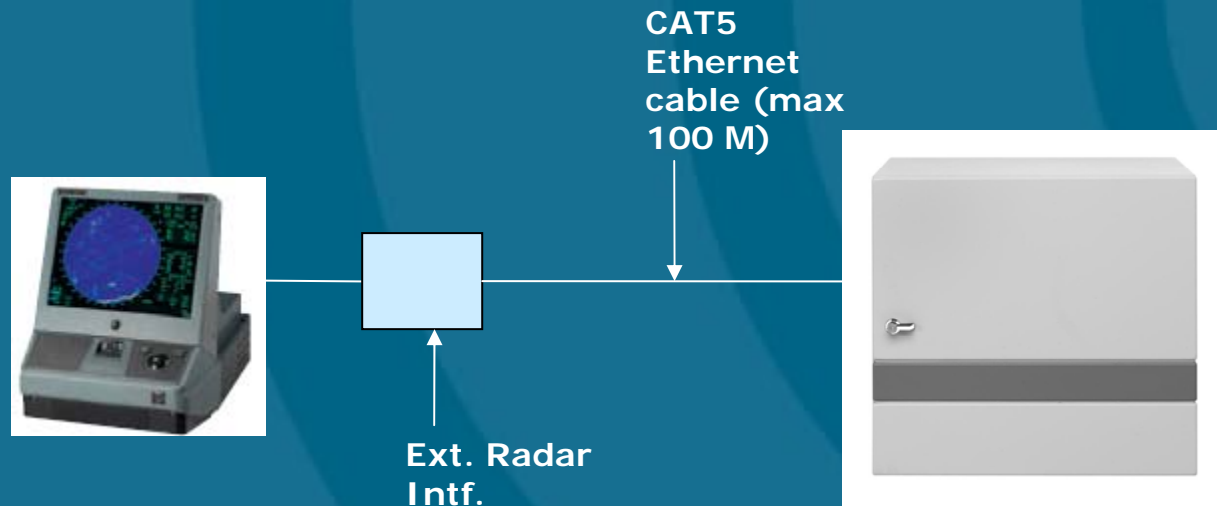 CAT5
Ethernet
cable (max
100 M)
Ext. Radar
Intf.